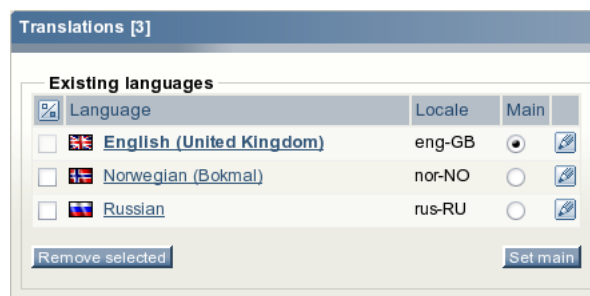 Translations [3]
Existing languages
Language Locale Main
English (United Kingdom) eng-GB
Norwegian (Bokmal) nor-NO
Russian rus-RU
Remove selected Set main